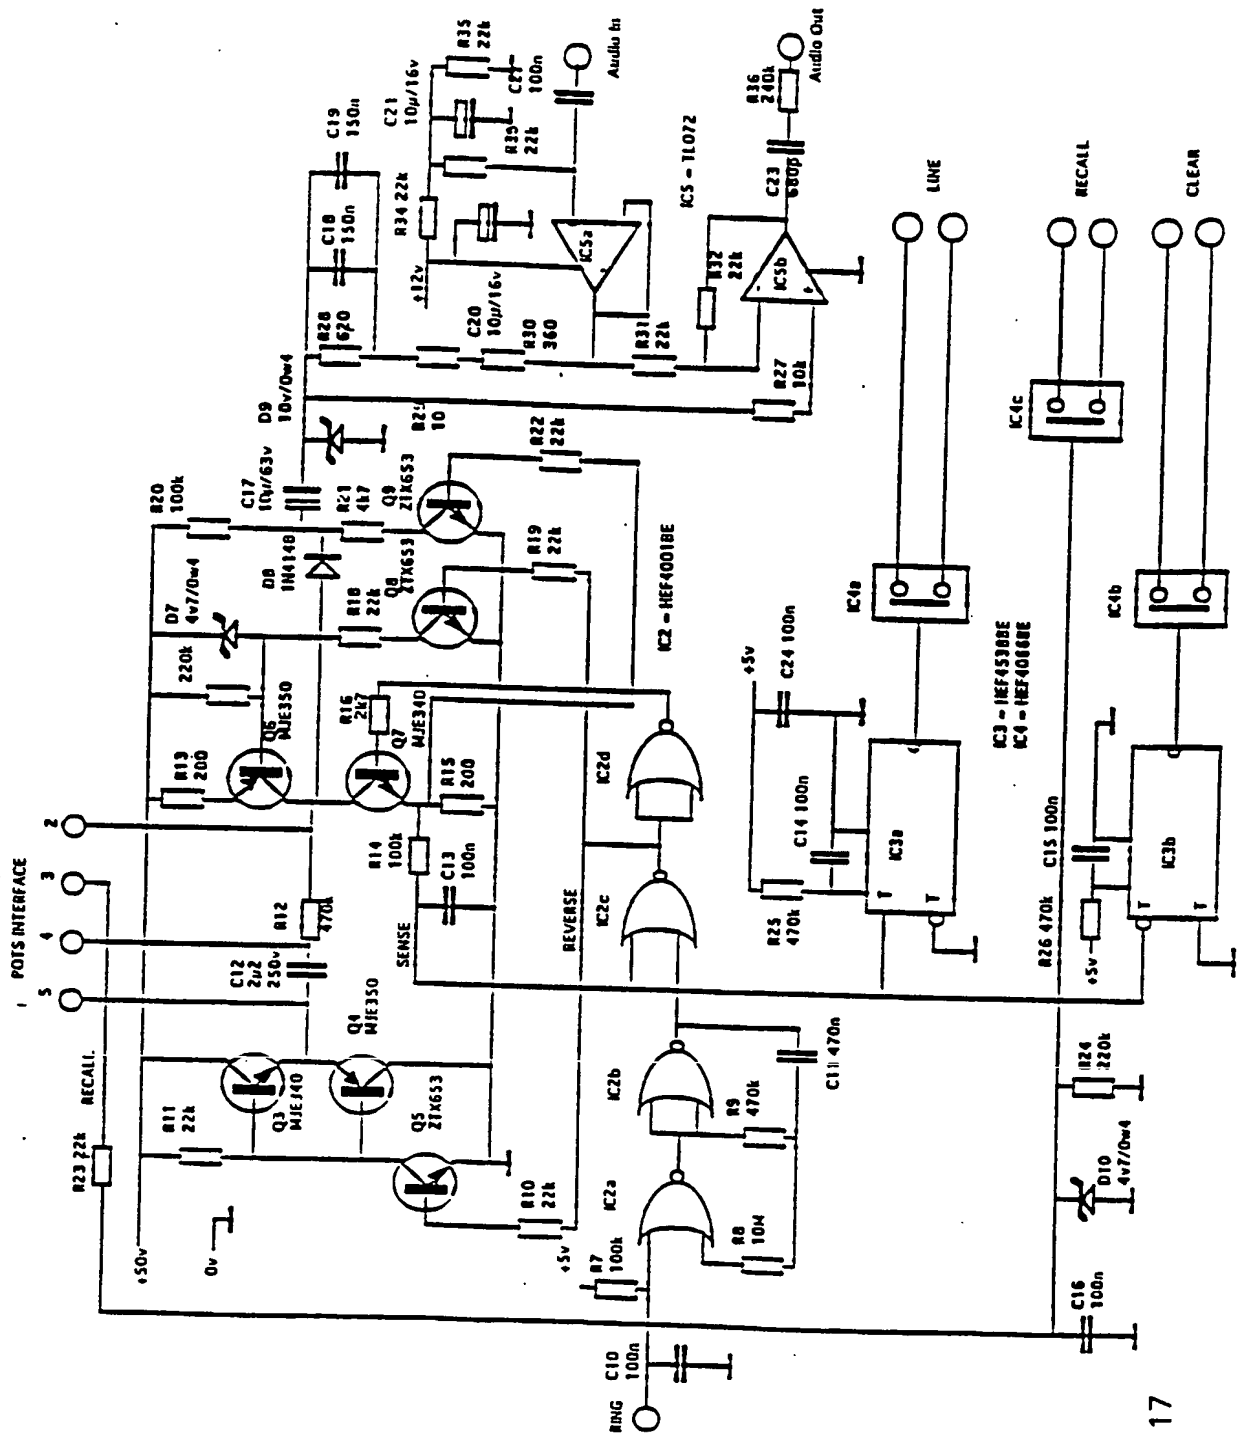 POTS INTERFACE
5
4
3
2
RECALL
R23 22k
+50v
0v
R11
22k
Q3
MJE340
Q4
MJE350
Q5
ZTX653
R10
22k
+5v
C12
2µ2
250v
R12
470k
SENSE
REVERSE
R13
200
Q6
MJE350
220k
D7
4v7/0w4
R14
100k
C13
100n
R15
200
Q7
MJE340
R16
2k7
R18
22k
Q8
ZTX653
R19
22k
D8
1N4148
R20
100k
R21
4k7
Q9
ZTX653
R22
22k
C17
10µ/63v
D9
10v/0w4
R28
620
C18
150n
C19
150n
R29
10
C20
10µ/16v
R30
360
R31
22k
+12v
R34 22k
C21
10µ/16v
R35
22k
R35
22k
100n
Audio In
IC5a
IC5 = TL072
R32
22k
IC5b
R27
10k
C23
680p
R36
240k
Audio Out
RING
C10
100n
R7
100k
R8
10M
IC2a
R9
470k
IC2b
C11 470n
IC2c
IC2d
IC2 = HEF4001BE
+5v
C24 100n
C14 100n
R25
470k
T
IC3a
IC4a
LINE
IC3 = HEF4538BE
IC4 = HEF4066BE
IC4c
RECALL
C15 100n
R26 470k
+5v
T
T
IC3b
IC4b
CLEAR
R24
220k
D10
4v7/0w4
C16
100n
17